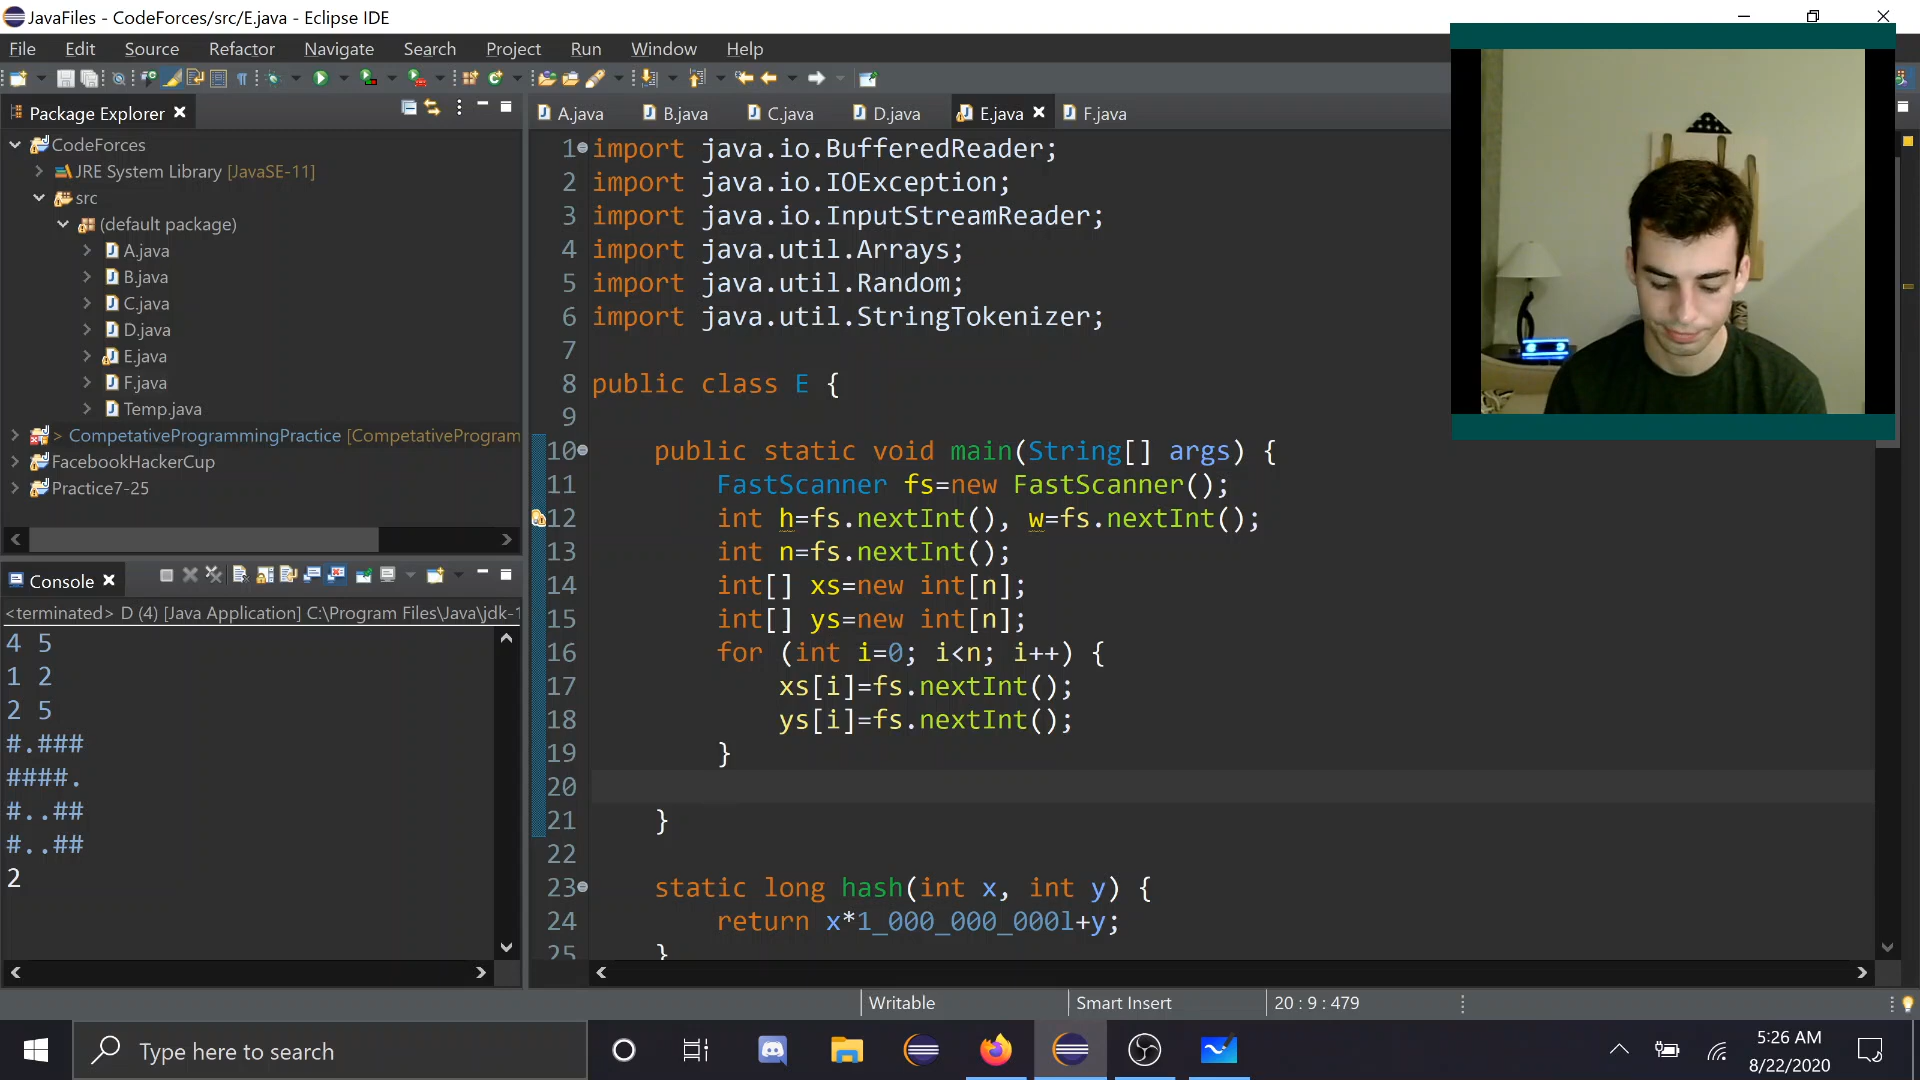 JavaFiles - CodeForces/src/E.java - Eclipse IDE
File Edit Source Refactor Navigate Search Project Run Window Help
Package Explorer
CodeForces
JRE System Library [JavaSE-11]
src
(default package)
A.java
B.java
C.java
D.java
E.java
F.java
Temp.java
> CompetativeProgrammingPractice [CompetativeProgram
FacebookHackerCup
Practice7-25
A.java B.java C.java D.java E.java F.java
1 import java.io.BufferedReader;
2 import java.io.IOException;
3 import java.io.InputStreamReader;
4 import java.util.Arrays;
5 import java.util.Random;
6 import java.util.StringTokenizer;
7
8 public class E {
9
10 public static void main(String[] args) {
11 FastScanner fs=new FastScanner();
12 int h=fs.nextInt(), w=fs.nextInt();
13 int n=fs.nextInt();
14 int[] xs=new int[n];
15 int[] ys=new int[n];
16 for (int i=0; i<n; i++) {
17 xs[i]=fs.nextInt();
18 ys[i]=fs.nextInt();
19 }
20
21 }
22
23 static long hash(int x, int y) {
24 return x*1_000_000_000l+y;
25 }
Console
<terminated> D (4) [Java Application] C:\Program Files\Java\jdk-1
4 5
1 2
2 5
#.###
####.
#..##
#..##
2
Writable Smart Insert 20 : 9 : 479
Type here to search
5:26 AM
8/22/2020